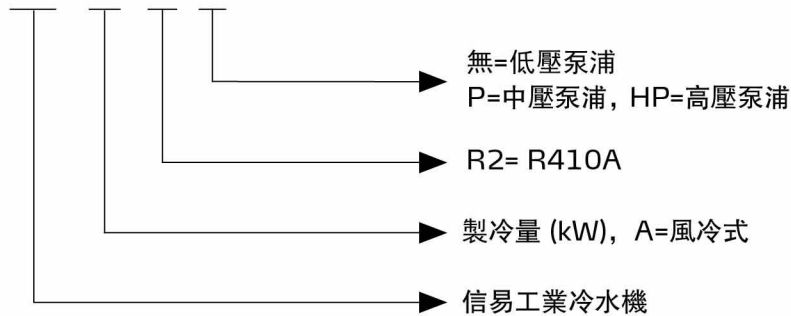 無=低壓泵浦
P=中壓泵浦，HP=高壓泵浦
R2= R410A
製冷量 (kW)，A=風冷式
信易工業冷水機